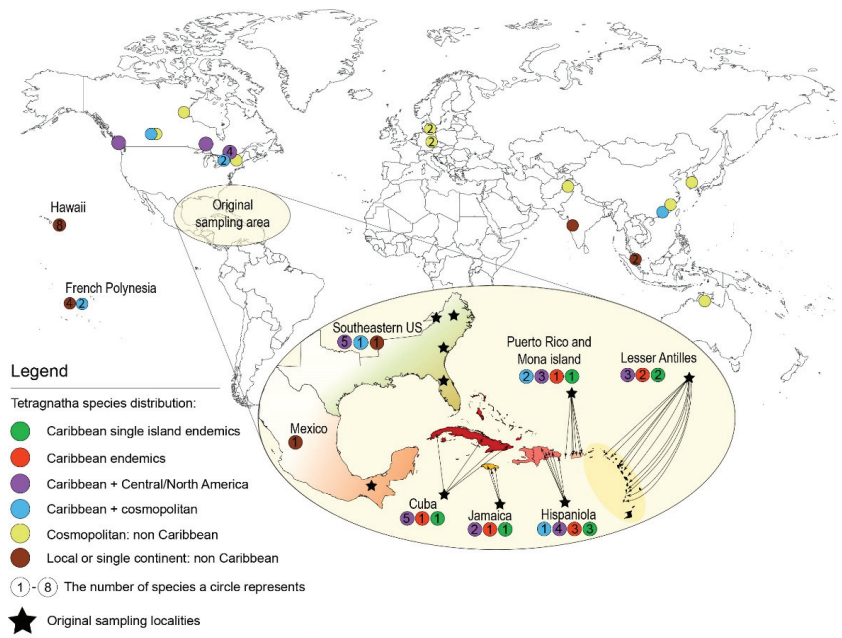 4
2
2
2
Hawaii
8
Original
sampling area
2
French Polynesia
4 2
Southeastern US
5 1 1
Puerto Rico and
Mona island
2 3 1 1
Lesser Antilles
3 2 2
Mexico
1
Cuba
5 1 1
Jamaica
2 1 1
Hispaniola
1 4 3 3
Legend
Tetragnatha species distribution:
Caribbean single island endemics
Caribbean endemics
Caribbean + Central/North America
Caribbean + cosmopolitan
Cosmopolitan: non Caribbean
Local or single continent: non Caribbean
1 - 8 The number of species a circle represents
Original sampling localities